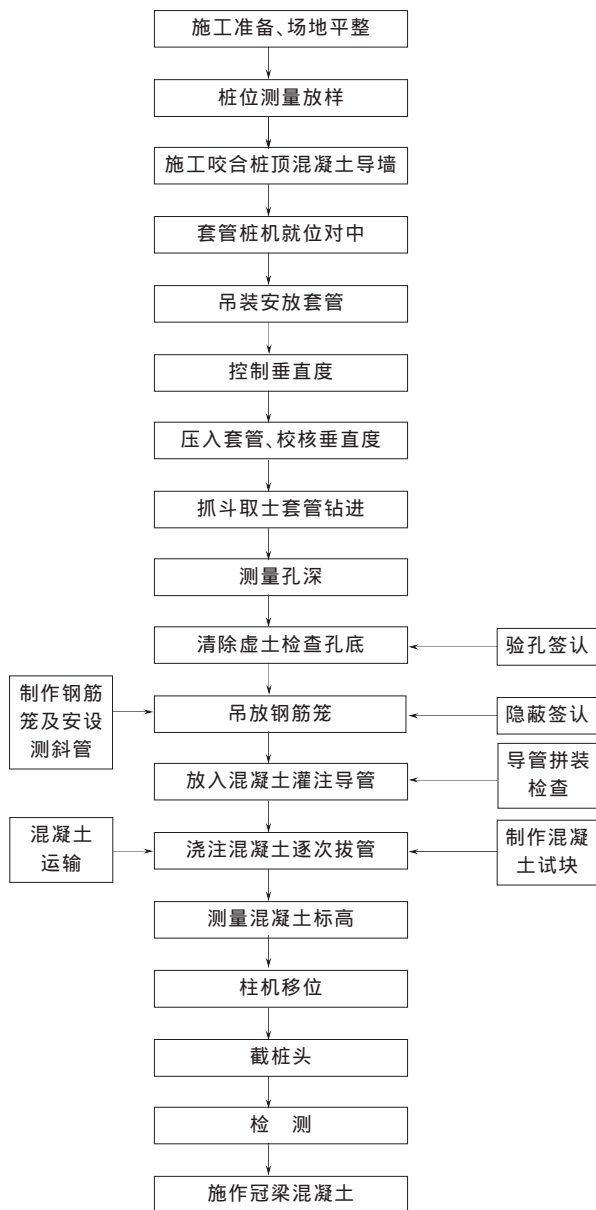 施工准备、场地平整
桩位测量放样
施工咬合桩顶混凝土导墙
套管桩机就位对中
吊装安放套管
控制垂直度
压入套管、校核垂直度
抓斗取土套管钻进
测量孔深
清除虚土检查孔底
验孔签认
制作钢筋
笼及安设
测斜管
吊放钢筋笼
隐蔽签认
放入混凝土灌注导管
导管拼装
检查
混凝土
运输
浇注混凝土逐次拔管
制作混凝
土试块
测量混凝土标高
柱机移位
截桩头
检　测
施作冠梁混凝土